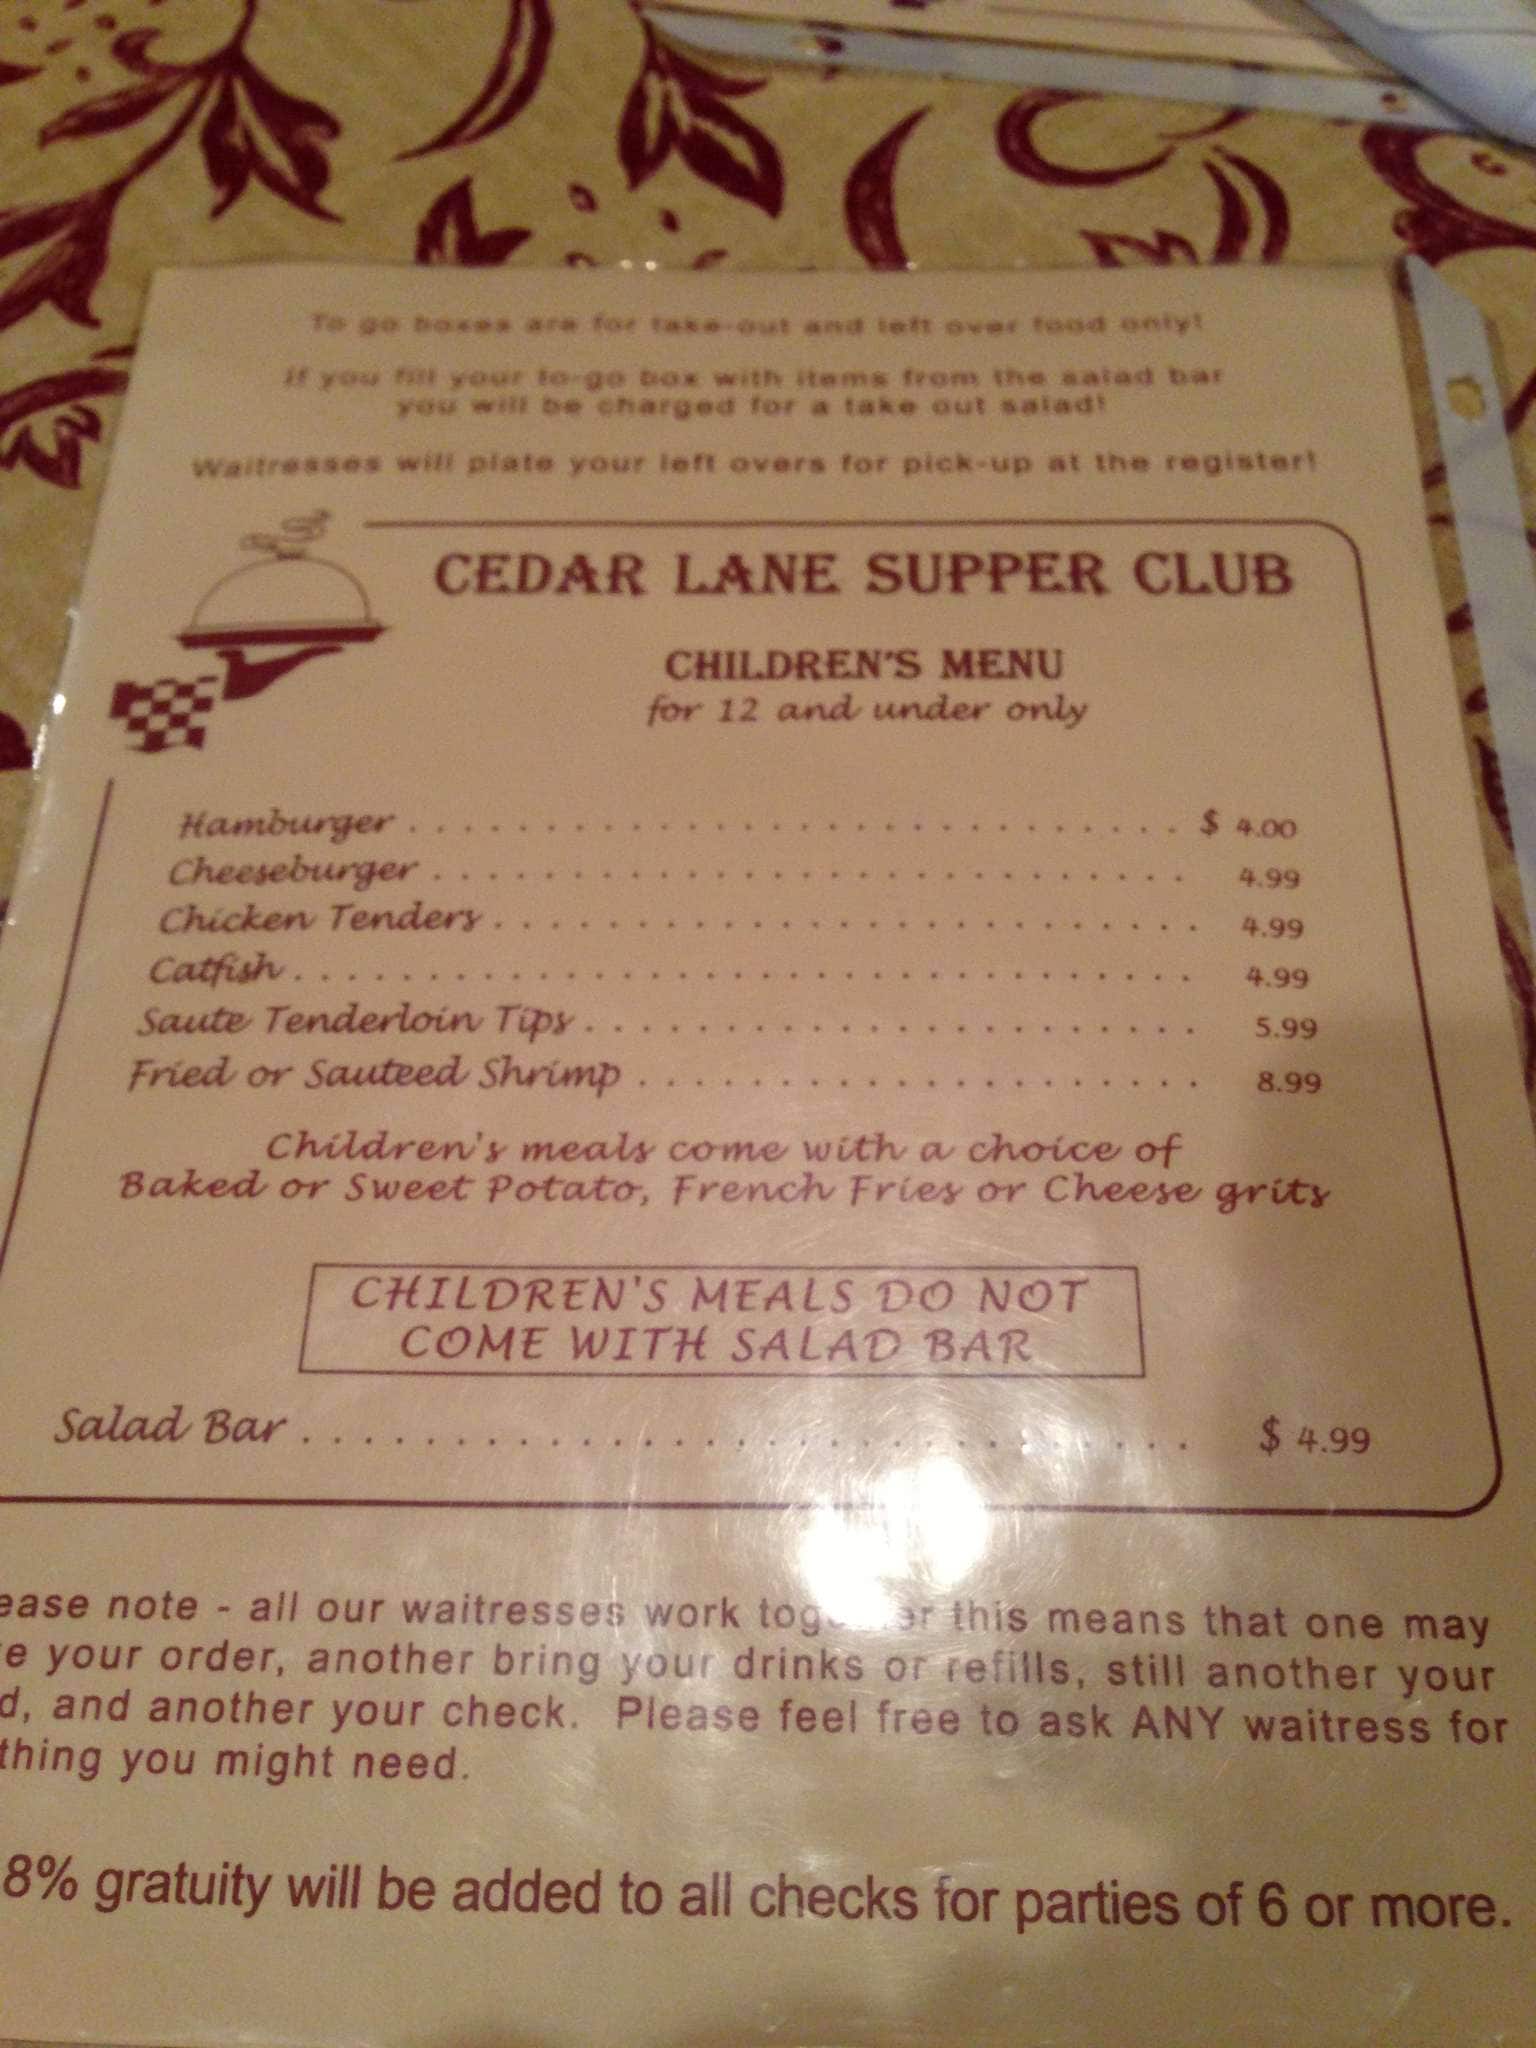 To go boxes are for take-out and left over food only!
If you fill your to-go box with items from the salad bar
you will be charged for a take out salad!
Waitresses will plate your left overs for pick-up at the register!
CEDAR LANE SUPPER CLUB
CHILDREN'S MENU
for 12 and under only
Hamburger . . . . . . . . . . . . . . . . . . . . . . . . . . . . . $ 4.00
Cheeseburger . . . . . . . . . . . . . . . . . . . . . . . . . . . . 4.99
Chicken Tenders . . . . . . . . . . . . . . . . . . . . . . . . . 4.99
Catfish . . . . . . . . . . . . . . . . . . . . . . . . . . . . . . . . 4.99
Saute Tenderloin Tips . . . . . . . . . . . . . . . . . . . . . . 5.99
Fried or Sauteed Shrimp . . . . . . . . . . . . . . . . . . . . 8.99
Children's meals come with a choice of
Baked or Sweet Potato, French Fries or Cheese grits
CHILDREN'S MEALS DO NOT
COME WITH SALAD BAR
Salad Bar . . . . . . . . . . . . . . . . . . . . . . . . . . . . . $ 4.99
ease note - all our waitresses work together this means that one may
e your order, another bring your drinks or refills, still another your
d, and another your check. Please feel free to ask ANY waitress for
thing you might need.
8% gratuity will be added to all checks for parties of 6 or more.